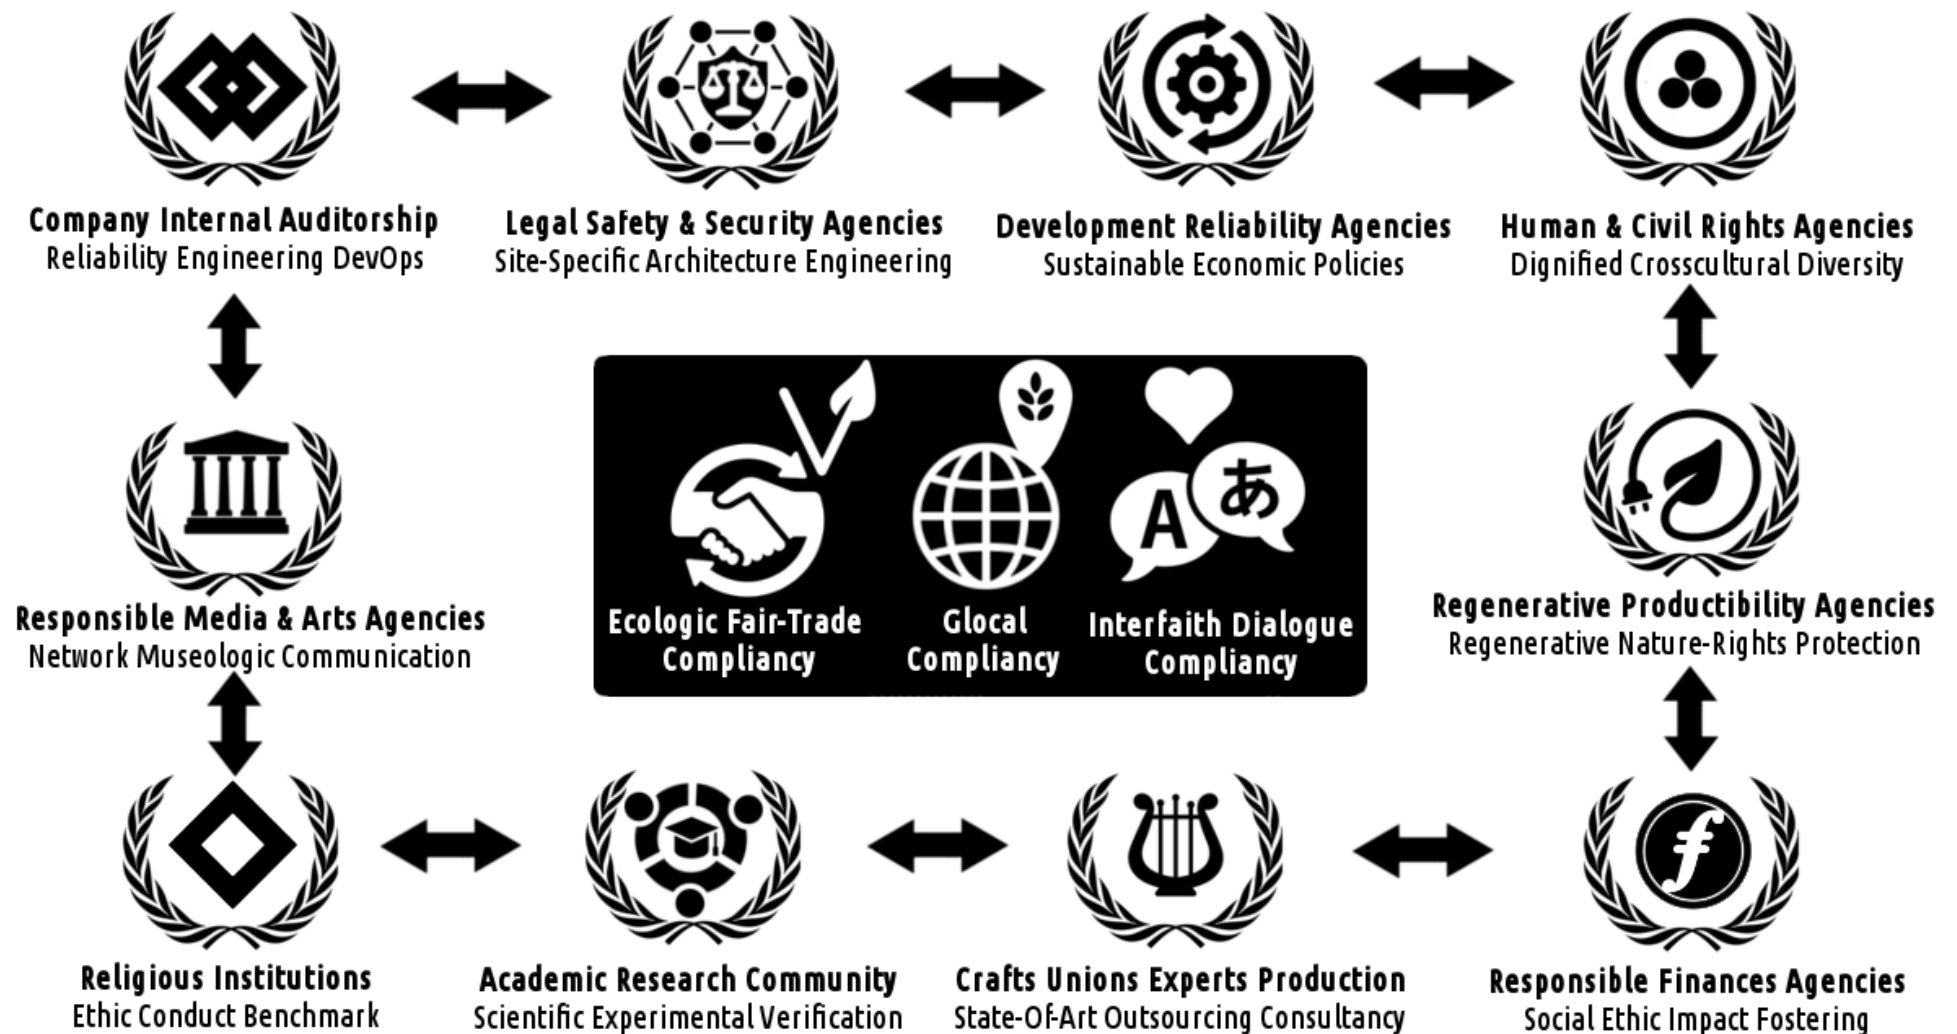 Company Internal Auditorship
Reliability Engineering DevOps
Legal Safety & Security Agencies
Site-Specific Architecture Engineering
Development Reliability Agencies
Sustainable Economic Policies
Human & Civil Rights Agencies
Dignified Crosscultural Diversity
A
あ
Ecologic Fair-Trade
Compliancy
Glocal
Compliancy
Interfaith Dialogue
Compliancy
Responsible Media & Arts Agencies
Network Museologic Communication
Regenerative Productibility Agencies
Regenerative Nature-Rights Protection
Religious Institutions
Ethic Conduct Benchmark
Academic Research Community
Scientific Experimental Verification
Crafts Unions Experts Production
State-Of-Art Outsourcing Consultancy
Responsible Finances Agencies
Social Ethic Impact Fostering